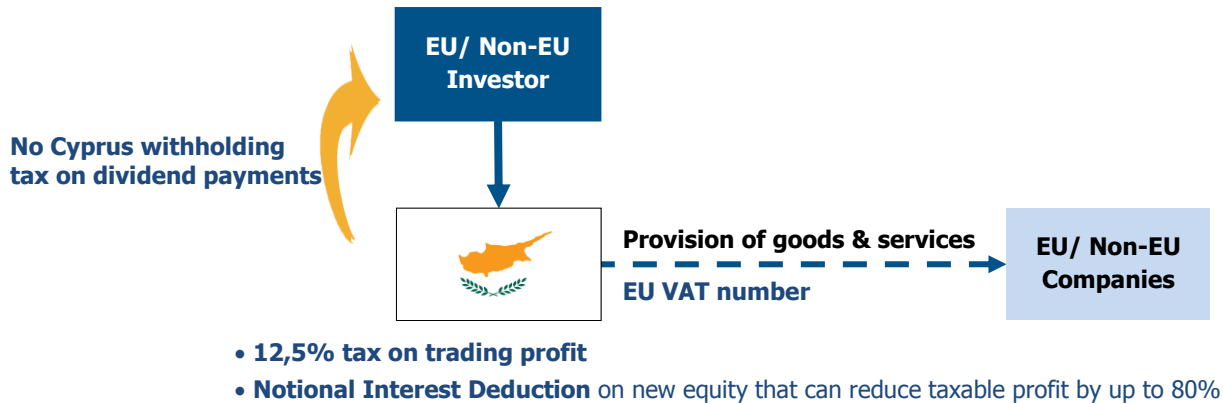 EU/ Non-EU
Investor
No Cyprus withholding
tax on dividend payments
Provision of goods & services
EU VAT number
EU/ Non-EU
Companies
• 12,5% tax on trading profit
• Notional Interest Deduction on new equity that can reduce taxable profit by up to 80%